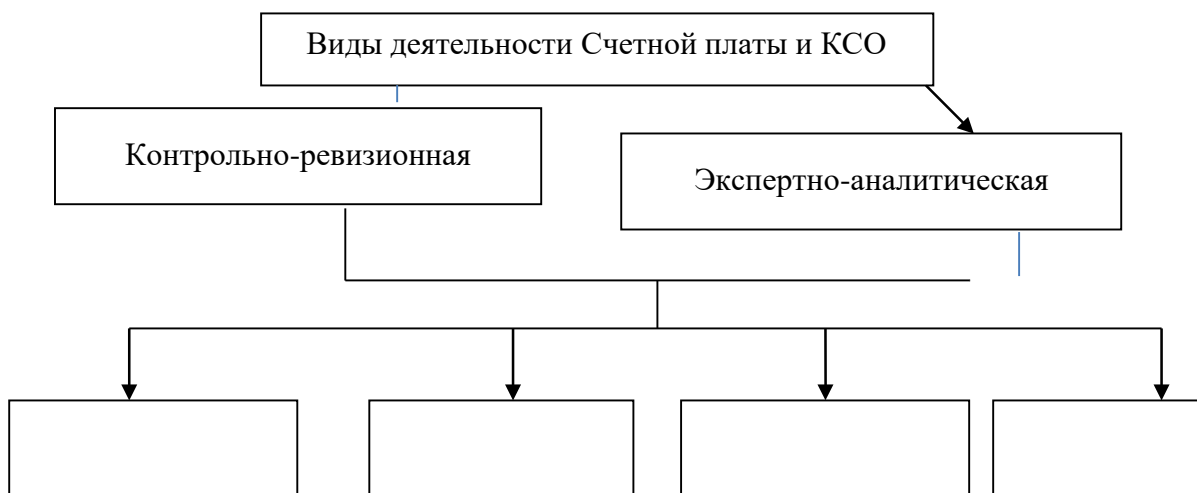 Виды деятельности Счетной платы и КСО
Контрольно-ревизионная
Экспертно-аналитическая